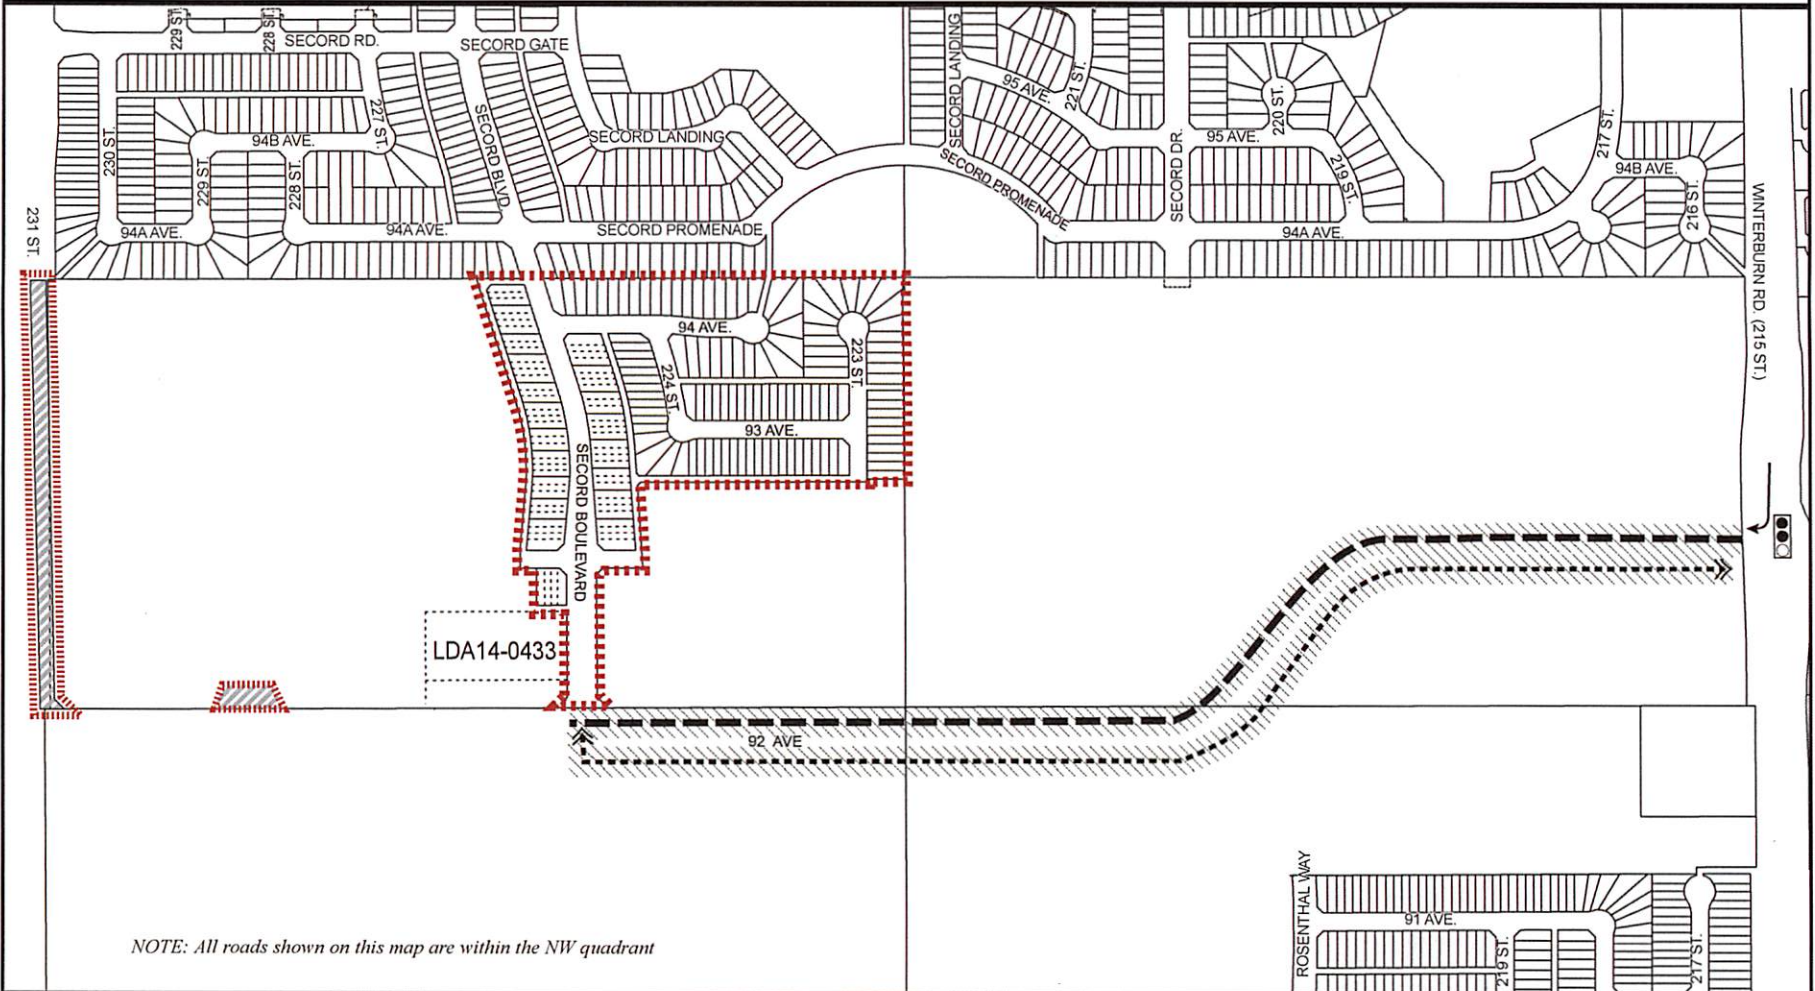 229 ST.
228 ST.
SECORD RD.
SECORD GATE
SECORD LANDING
95 AVE.
221 ST.
220 ST.
217 ST.
230 ST.
94B AVE.
227 ST.
SECORD BLVD.
SECORD LANDING
SECORD PROMENADE
SECORD DR.
95 AVE.
219 ST.
94B AVE.
216 ST.
WINTERBURN RD. (215 ST.)
229 ST.
228 ST.
231 ST.
94A AVE.
94A AVE.
SECORD PROMENADE
94A AVE.
94 AVE.
223 ST.
224 ST.
93 AVE.
SECORD BOULEVARD
LDA14-0433
92 AVE
ROSENTHAL WAY
91 AVE.
219 ST.
217 ST.
NOTE: All roads shown on this map are within the NW quadrant